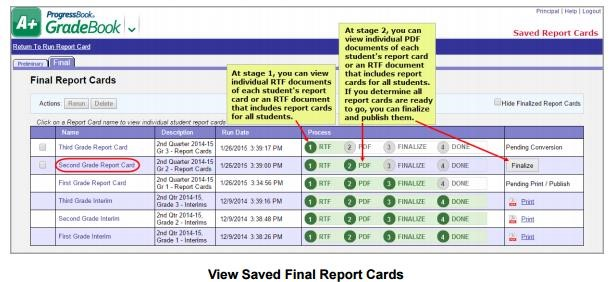 Principal | Help | Logout
A+ ProgressBook®
GradeBook
Saved Report Cards
Return To Run Report Card
Preliminary Final
Final Report Cards
At stage 1, you can view
individual RTF documents
of each student's report
card or an RTF document
that includes report cards
for all students.
At stage 2, you can
view individual PDF
documents of each
student's report card
or an RTF document
that includes report
cards for all students.
If you determine all
report cards are ready
to go, you can finalize
and publish them.
Actions Rerun Delete
Hide Finalized Report Cards
Click on a Report Card name to view individual student report cards
Name Description Run Date Process
Third Grade Report Card 2nd Quarter 2014-15 Gr 3 - Report Cards 1/26/2015 3:39:17 PM 1 RTF 2 PDF 3 FINALIZE 4 DONE Pending Conversion
Second Grade Report Card 2nd Quarter 2014-15 Gr 2 - Report Cards 1/26/2015 3:39:00 PM 1 RTF 2 PDF 3 FINALIZE 4 DONE Finalize
First Grade Report Card 2nd Quarter 2014-15 Gr 1 - Report Cards 1/26/2015 3:34:56 PM 1 RTF 2 PDF 3 FINALIZE 4 DONE Pending Print / Publish
Third Grade Interim 2nd Qtr 2014-15, Grade 3 - Interims 12/9/2014 3:39:16 PM 1 RTF 2 PDF 3 FINALIZE 4 DONE Print
Second Grade Interim 2nd Qtr 2014-15, Grade 2 - Interims 12/9/2014 3:38:48 PM 1 RTF 2 PDF 3 FINALIZE 4 DONE Print
First Grade Interim 2nd Qtr 2014-15, Grade 1 - Interims 12/9/2014 3:38:26 PM 1 RTF 2 PDF 3 FINALIZE 4 DONE Print
View Saved Final Report Cards